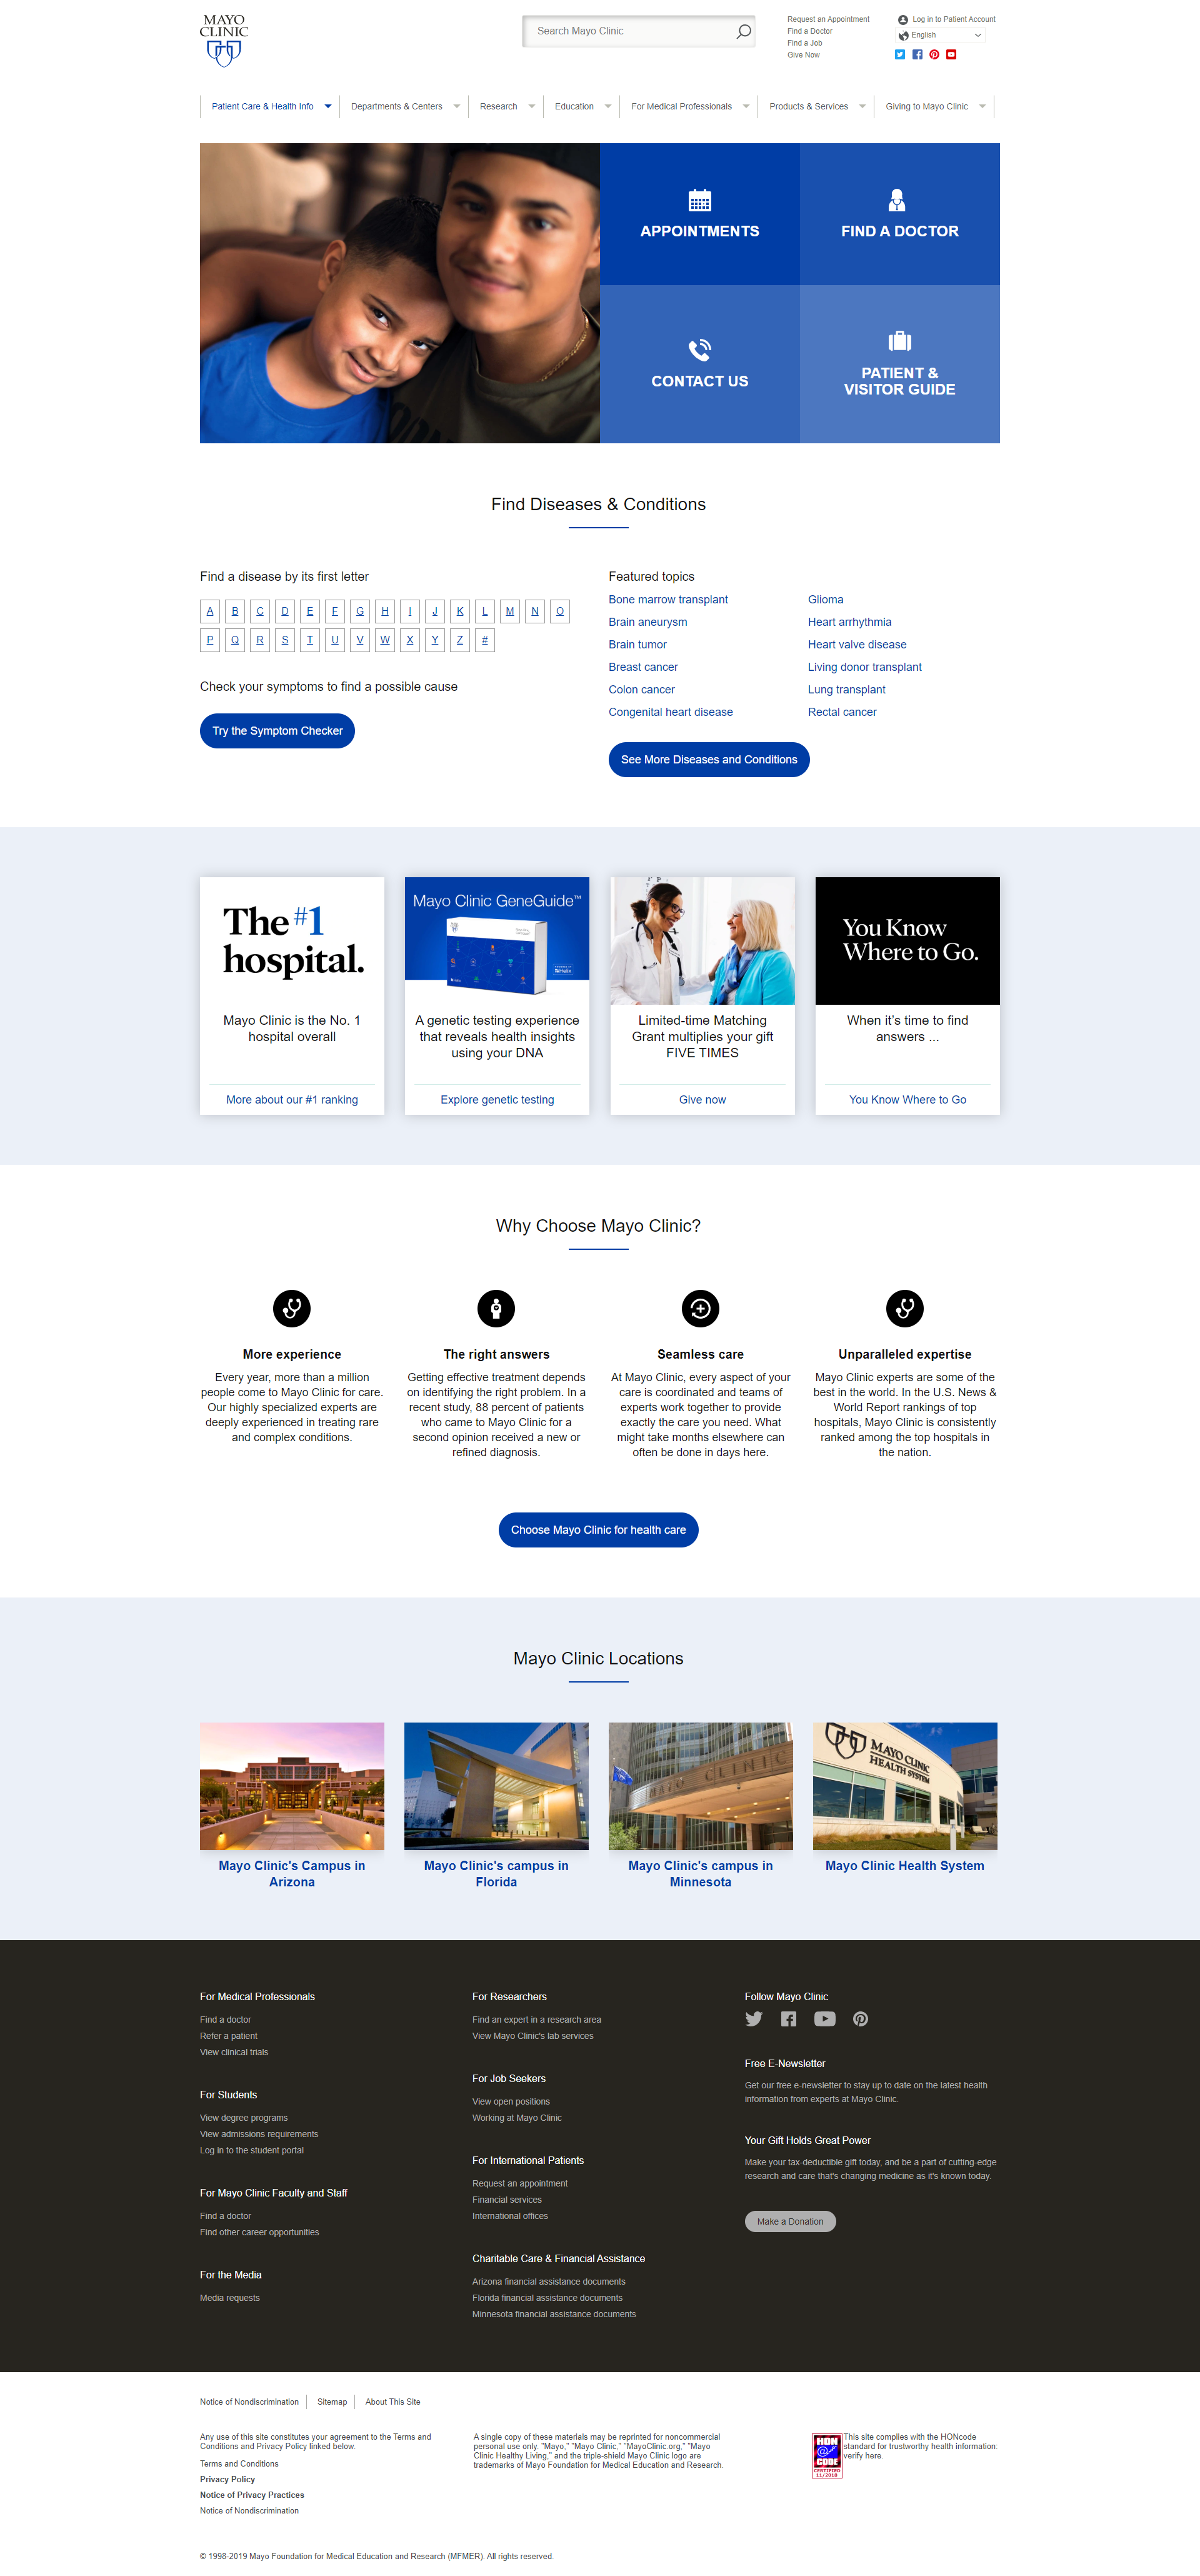 MAYO
CLINIC
Search Mayo Clinic
Request an Appointment
Find a Doctor
Find a Job
Give Now
Log in to Patient Account
English
Patient Care & Health Info
Departments & Centers
Research
Education
For Medical Professionals
Products & Services
Giving to Mayo Clinic
APPOINTMENTS
FIND A DOCTOR
CONTACT US
PATIENT &
VISITOR GUIDE
Find Diseases & Conditions
Find a disease by its first letter
A B C D E F G H I J K L M N O
P Q R S T U V W X Y Z #
Check your symptoms to find a possible cause
Try the Symptom Checker
Featured topics
Bone marrow transplant
Brain aneurysm
Brain tumor
Breast cancer
Colon cancer
Congenital heart disease
Glioma
Heart arrhythmia
Heart valve disease
Living donor transplant
Lung transplant
Rectal cancer
See More Diseases and Conditions
The #1
hospital.
Mayo Clinic is the No. 1
hospital overall
More about our #1 ranking
Mayo Clinic GeneGuide™
A genetic testing experience
that reveals health insights
using your DNA
Explore genetic testing
Limited-time Matching
Grant multiplies your gift
FIVE TIMES
Give now
You Know
Where to Go.
When it's time to find
answers ...
You Know Where to Go
Why Choose Mayo Clinic?
More experience
Every year, more than a million
people come to Mayo Clinic for care.
Our highly specialized experts are
deeply experienced in treating rare
and complex conditions.
The right answers
Getting effective treatment depends
on identifying the right problem. In a
recent study, 88 percent of patients
who came to Mayo Clinic for a
second opinion received a new or
refined diagnosis.
Seamless care
At Mayo Clinic, every aspect of your
care is coordinated and teams of
experts work together to provide
exactly the care you need. What
might take months elsewhere can
often be done in days here.
Unparalleled expertise
Mayo Clinic experts are some of the
best in the world. In the U.S. News &
World Report rankings of top
hospitals, Mayo Clinic is consistently
ranked among the top hospitals in
the nation.
Choose Mayo Clinic for health care
Mayo Clinic Locations
MAYO CLINIC
MAYO CLINIC
HEALTH SYSTEM
Mayo Clinic's Campus in
Arizona
Mayo Clinic's campus in
Florida
Mayo Clinic's campus in
Minnesota
Mayo Clinic Health System
For Medical Professionals
Find a doctor
Refer a patient
View clinical trials
For Students
View degree programs
View admissions requirements
Log in to the student portal
For Mayo Clinic Faculty and Staff
Find a doctor
Find other career opportunities
For the Media
Media requests
For Researchers
Find an expert in a research area
View Mayo Clinic's lab services
For Job Seekers
View open positions
Working at Mayo Clinic
For International Patients
Request an appointment
Financial services
International offices
Charitable Care & Financial Assistance
Arizona financial assistance documents
Florida financial assistance documents
Minnesota financial assistance documents
Follow Mayo Clinic
Free E-Newsletter
Get our free e-newsletter to stay up to date on the latest health
information from experts at Mayo Clinic.
Your Gift Holds Great Power
Make your tax-deductible gift today, and be a part of cutting-edge
research and care that's changing medicine as it's known today.
Make a Donation
Notice of Nondiscrimination
Sitemap
About This Site
Any use of this site constitutes your agreement to the Terms and
Conditions and Privacy Policy linked below.
Terms and Conditions
Privacy Policy
Notice of Privacy Practices
Notice of Nondiscrimination
A single copy of these materials may be reprinted for noncommercial
personal use only. "Mayo," "Mayo Clinic," "MayoClinic.org," "Mayo
Clinic Healthy Living," and the triple-shield Mayo Clinic logo are
trademarks of Mayo Foundation for Medical Education and Research.
HON
@
CODE
CERTIFIED
11/2018
This site complies with the HONcode
standard for trustworthy health information:
verify here.
© 1998-2019 Mayo Foundation for Medical Education and Research (MFMER). All rights reserved.